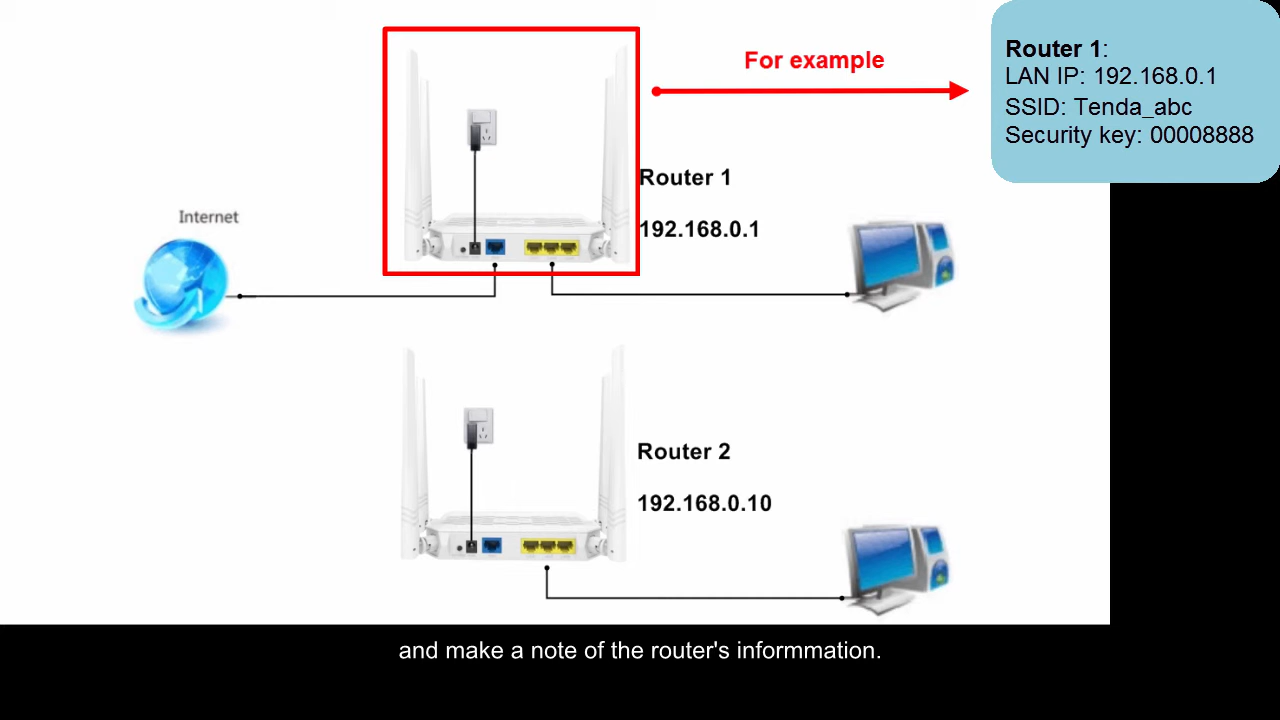 For example
Router 1:
LAN IP: 192.168.0.1
SSID: Tenda_abc
Security key: 00008888
Router 1
192.168.0.1
Internet
Router 2
192.168.0.10
and make a note of the router's informmation.